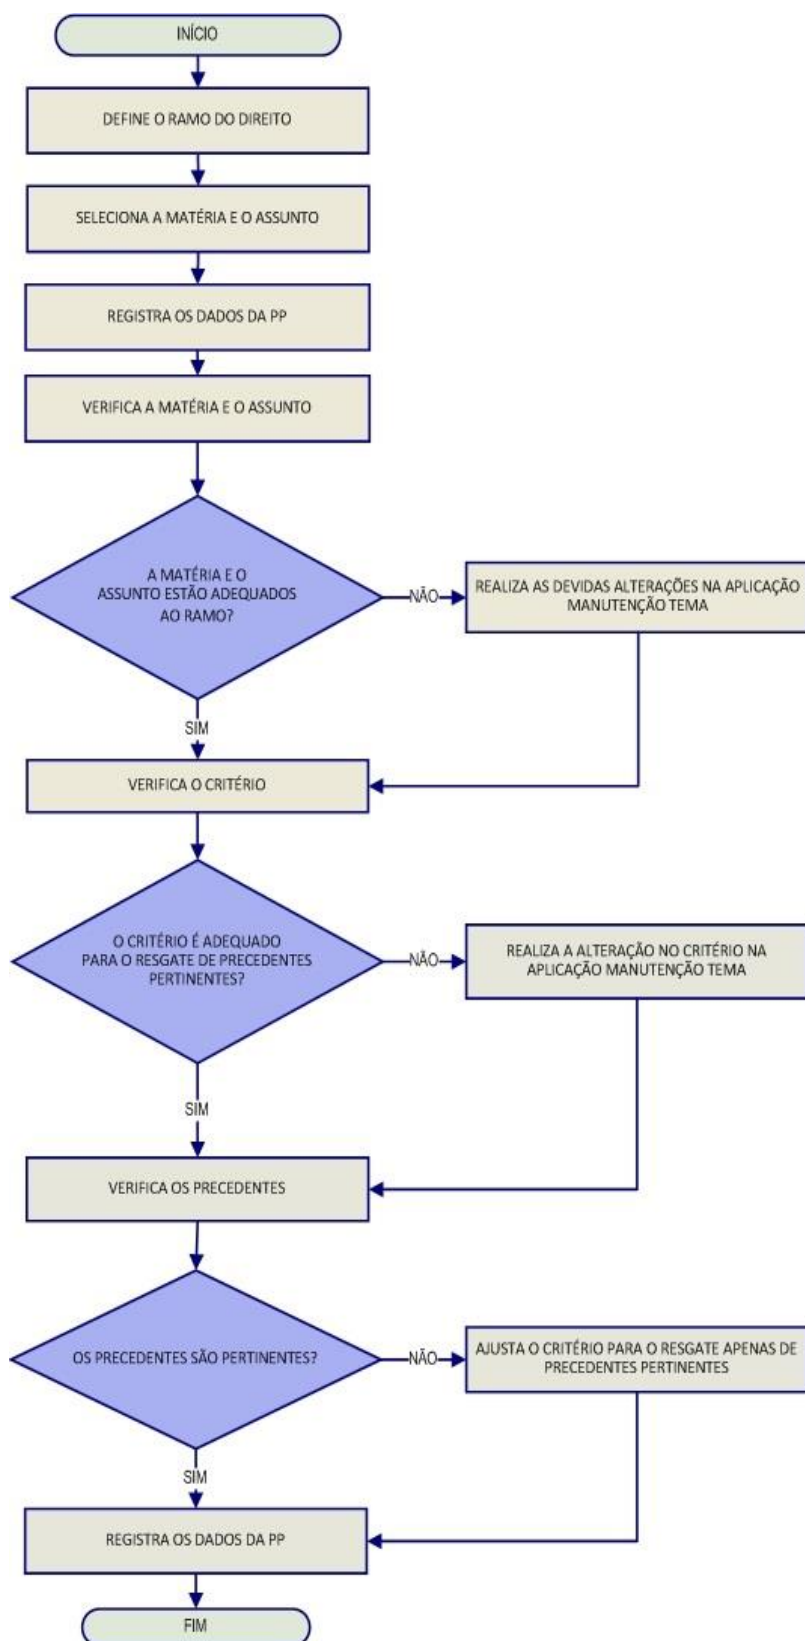 INÍCIO
DEFINE O RAMO DO DIREITO
SELECIONA A MATÉRIA E O ASSUNTO
REGISTRA OS DADOS DA PP
VERIFICA A MATÉRIA E O ASSUNTO
A MATÉRIA E O
ASSUNTO ESTÃO ADEQUADOS
AO RAMO?
NÃO
REALIZA AS DEVIDAS ALTERAÇÕES NA APLICAÇÃO
MANUTENÇÃO TEMA
SIM
VERIFICA O CRITÉRIO
O CRITÉRIO É ADEQUADO
PARA O RESGATE DE PRECEDENTES
PERTINENTES?
NÃO
REALIZA A ALTERAÇÃO NO CRITÉRIO NA
APLICAÇÃO MANUTENÇÃO TEMA
SIM
VERIFICA OS PRECEDENTES
OS PRECEDENTES SÃO PERTINENTES?
NÃO
AJUSTA O CRITÉRIO PARA O RESGATE APENAS DE
PRECEDENTES PERTINENTES
SIM
REGISTRA OS DADOS DA PP
FIM